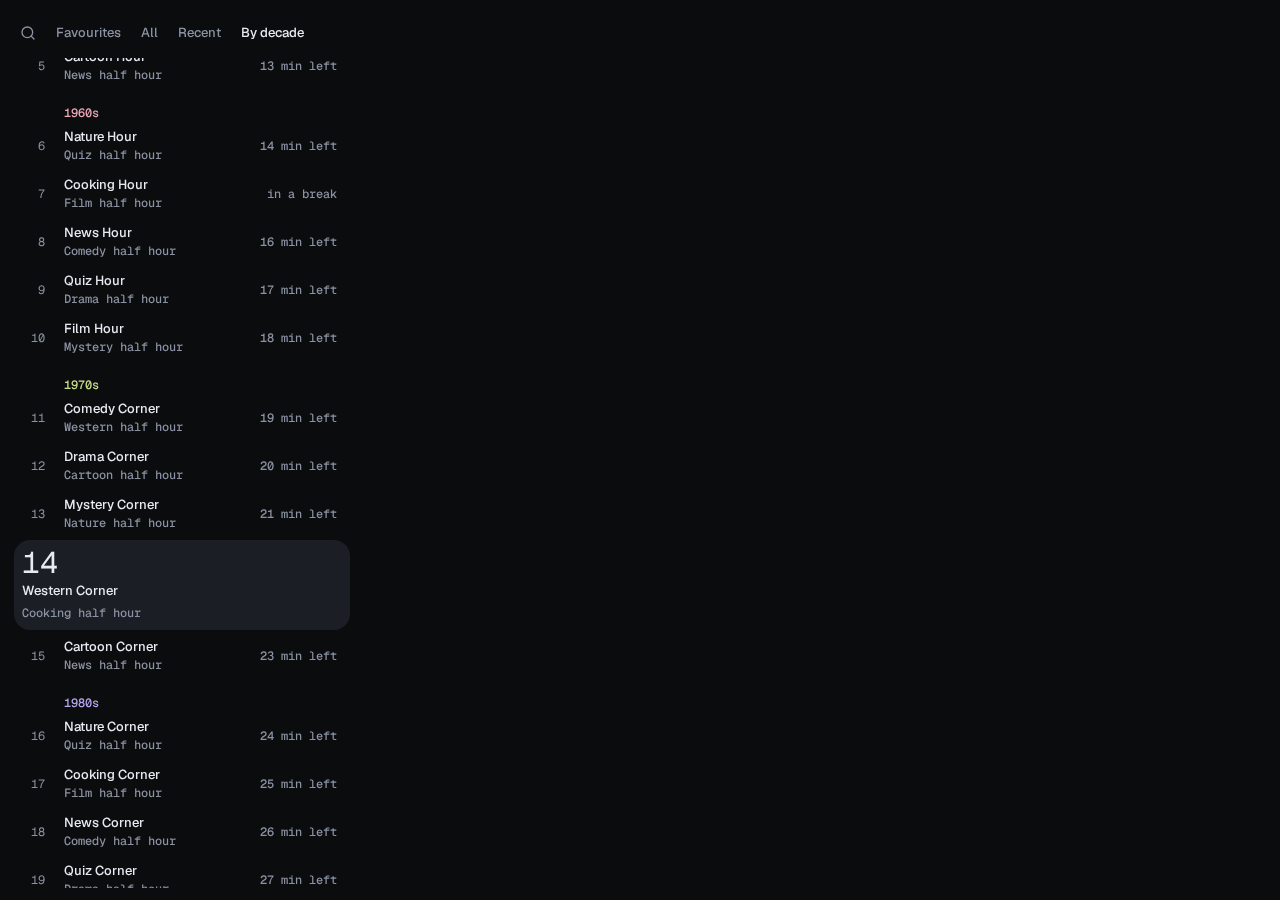 Favourites All Recent By decade
5 Cartoon Hour 13 min left
News half hour
1960s
6 Nature Hour 14 min left
Quiz half hour
7 Cooking Hour in a break
Film half hour
8 News Hour 16 min left
Comedy half hour
9 Quiz Hour 17 min left
Drama half hour
10 Film Hour 18 min left
Mystery half hour
1970s
11 Comedy Corner 19 min left
Western half hour
12 Drama Corner 20 min left
Cartoon half hour
13 Mystery Corner 21 min left
Nature half hour
14
Western Corner
Cooking half hour
15 Cartoon Corner 23 min left
News half hour
1980s
16 Nature Corner 24 min left
Quiz half hour
17 Cooking Corner 25 min left
Film half hour
18 News Corner 26 min left
Comedy half hour
19 Quiz Corner 27 min left
Drama half hour